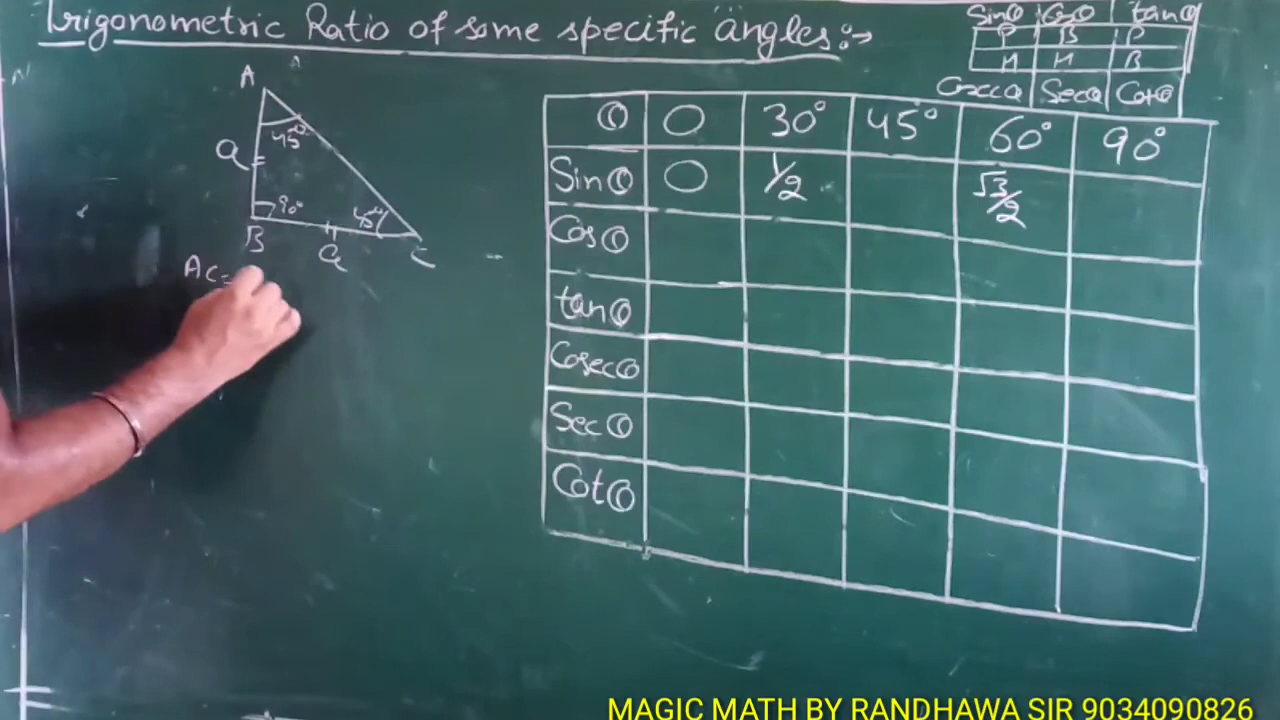 Trigonometric Ratio of some specific angles:→
Sinθ Cosθ tanθ
P B P
H H B
Cosecθ Secθ Cotθ
A
45°
a
90° 45°
B a C
AC=
θ 0 30° 45° 60° 90°
Sinθ 0 1/2 √3/2
Cosθ
tanθ
Cosecθ
Secθ
Cotθ
MAGIC MATH BY RANDHAWA SIR 9034090826